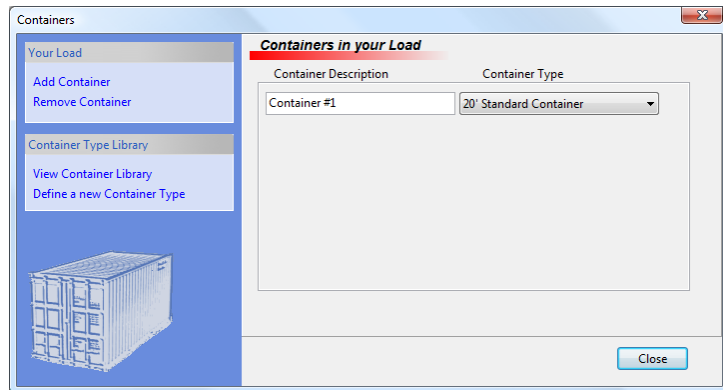 Containers
Your Load
Add Container
Remove Container
Container Type Library
View Container Library
Define a new Container Type
Containers in your Load
Container Description Container Type
Container #1 20' Standard Container
Close